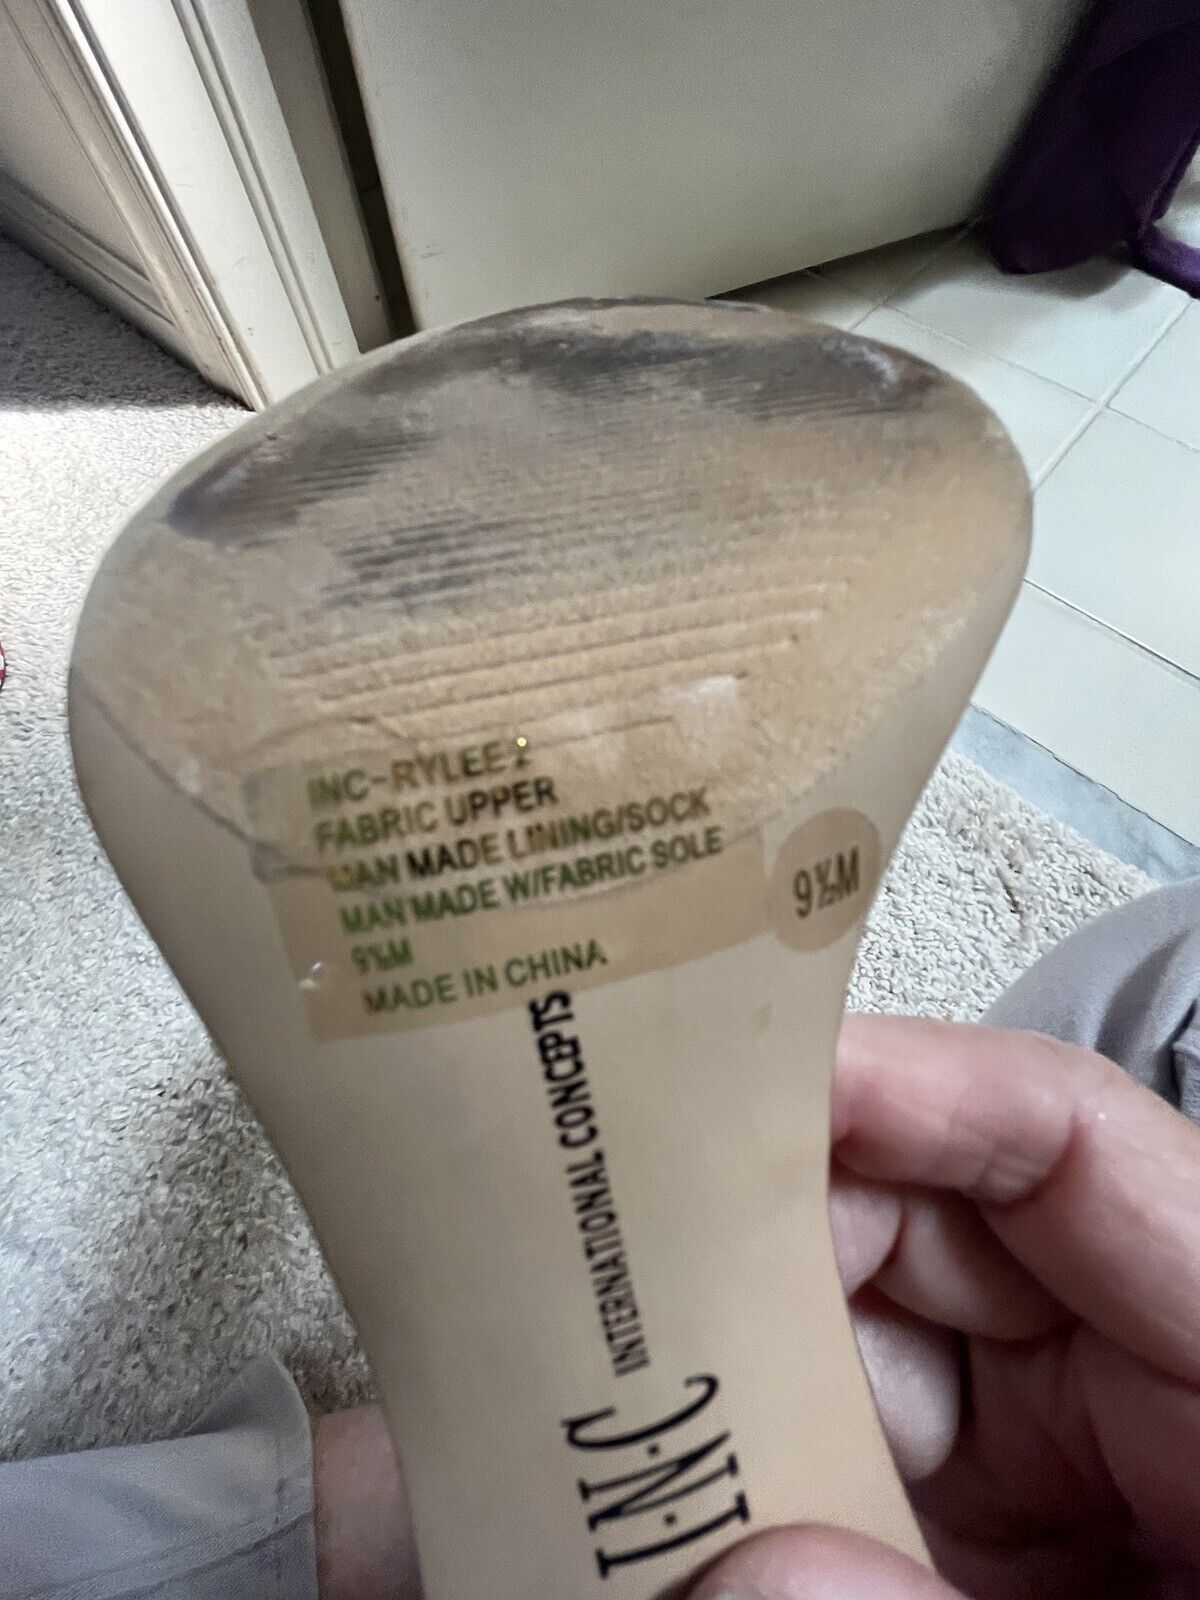 INC-RYLEE2
FABRIC UPPER
MAN MADE LINING/SOCK
MAN MADE W/FABRIC SOLE
9½M
MADE IN CHINA
9½M
I·N·C
INTERNATIONAL CONCEPTS